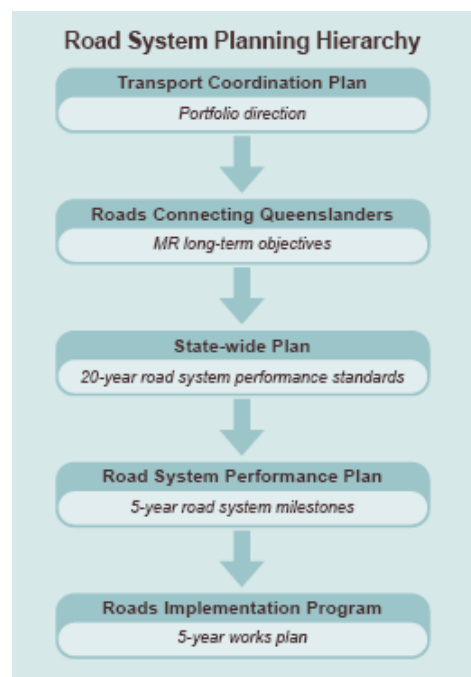 Road System Planning Hierarchy
Transport Coordination Plan
Portfolio direction
Roads Connecting Queenslanders
MR long-term objectives
State-wide Plan
20-year road system performance standards
Road System Performance Plan
5-year road system milestones
Roads Implementation Program
5-year works plan